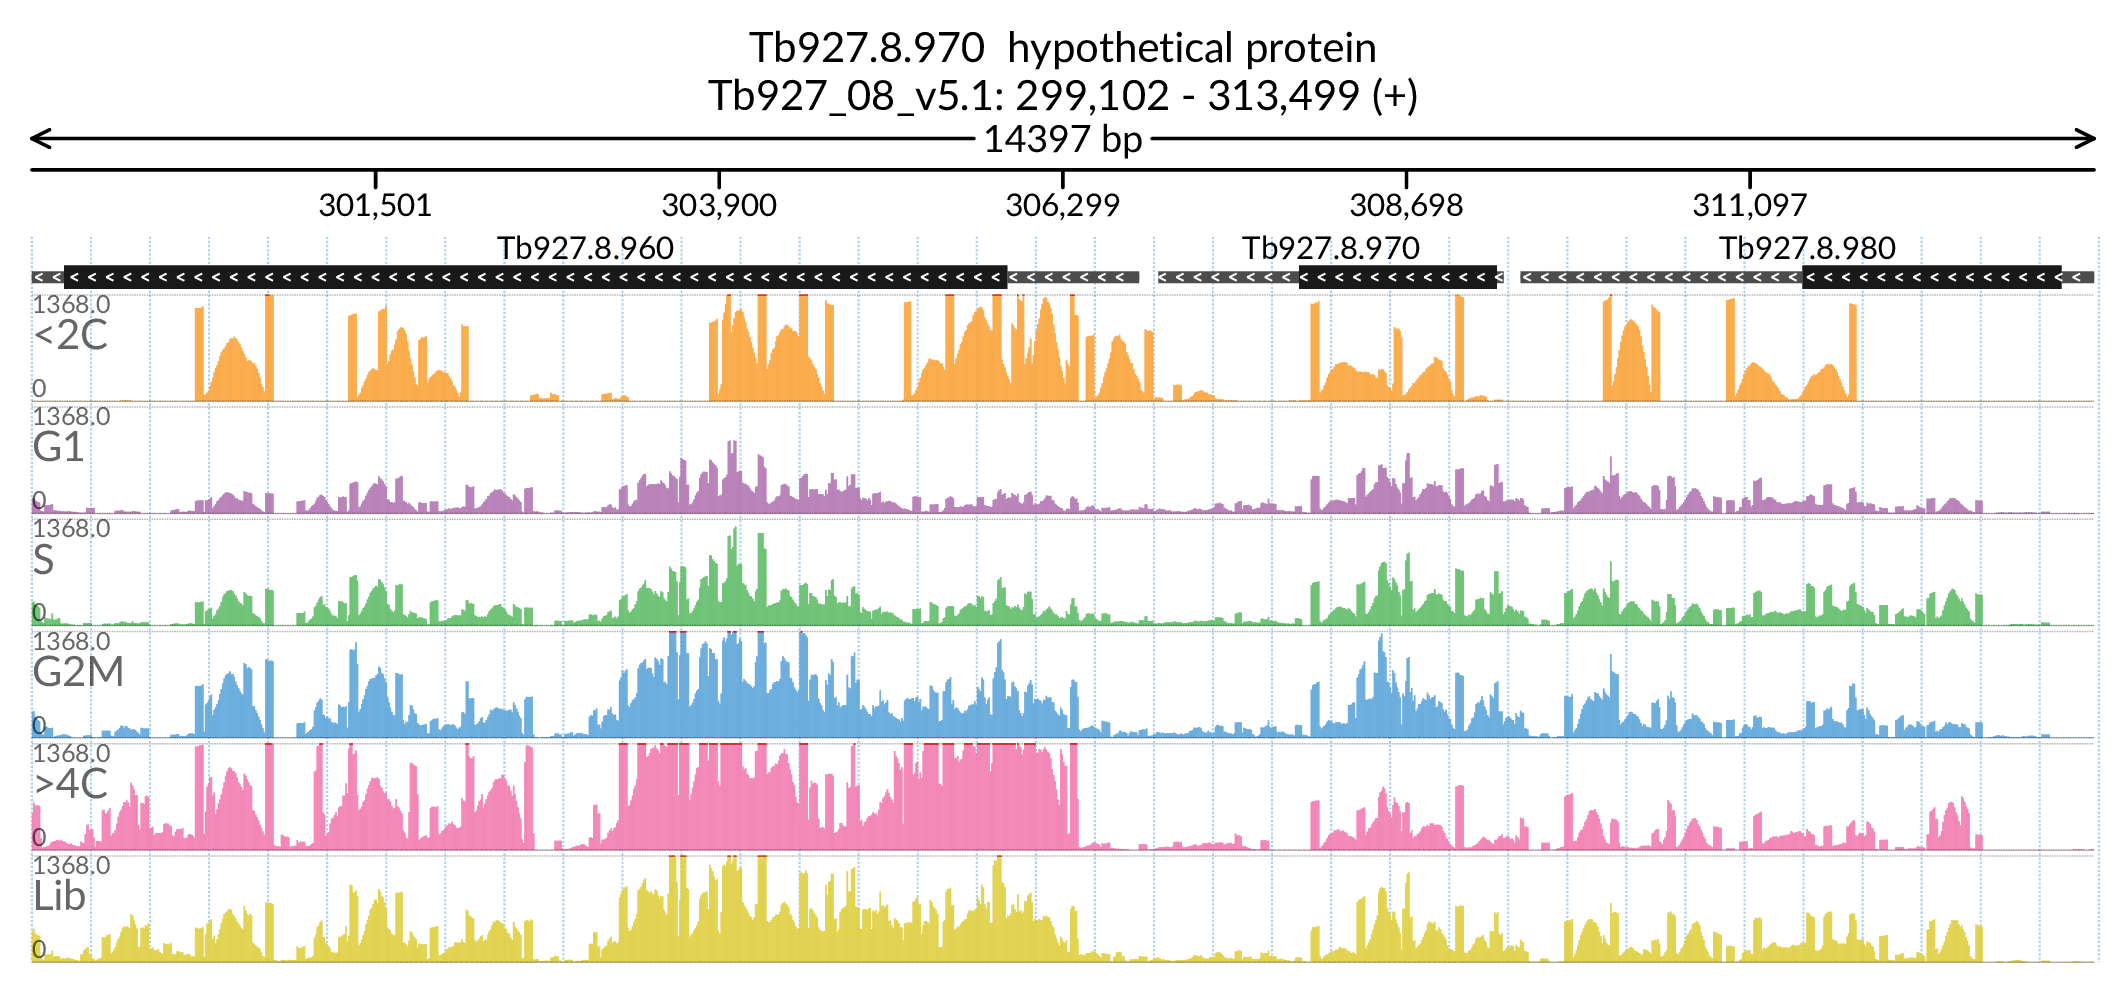 Tb927.8.970  hypothetical protein
Tb927_08_v5.1: 299,102 - 313,499 (+)
14397 bp
301,501 303,900 306,299 308,698 311,097
Tb927.8.960 Tb927.8.970 Tb927.8.980
1368.0
<2C
0
1368.0
G1
0
1368.0
S
0
1368.0
G2M
0
1368.0
>4C
0
1368.0
Lib
0